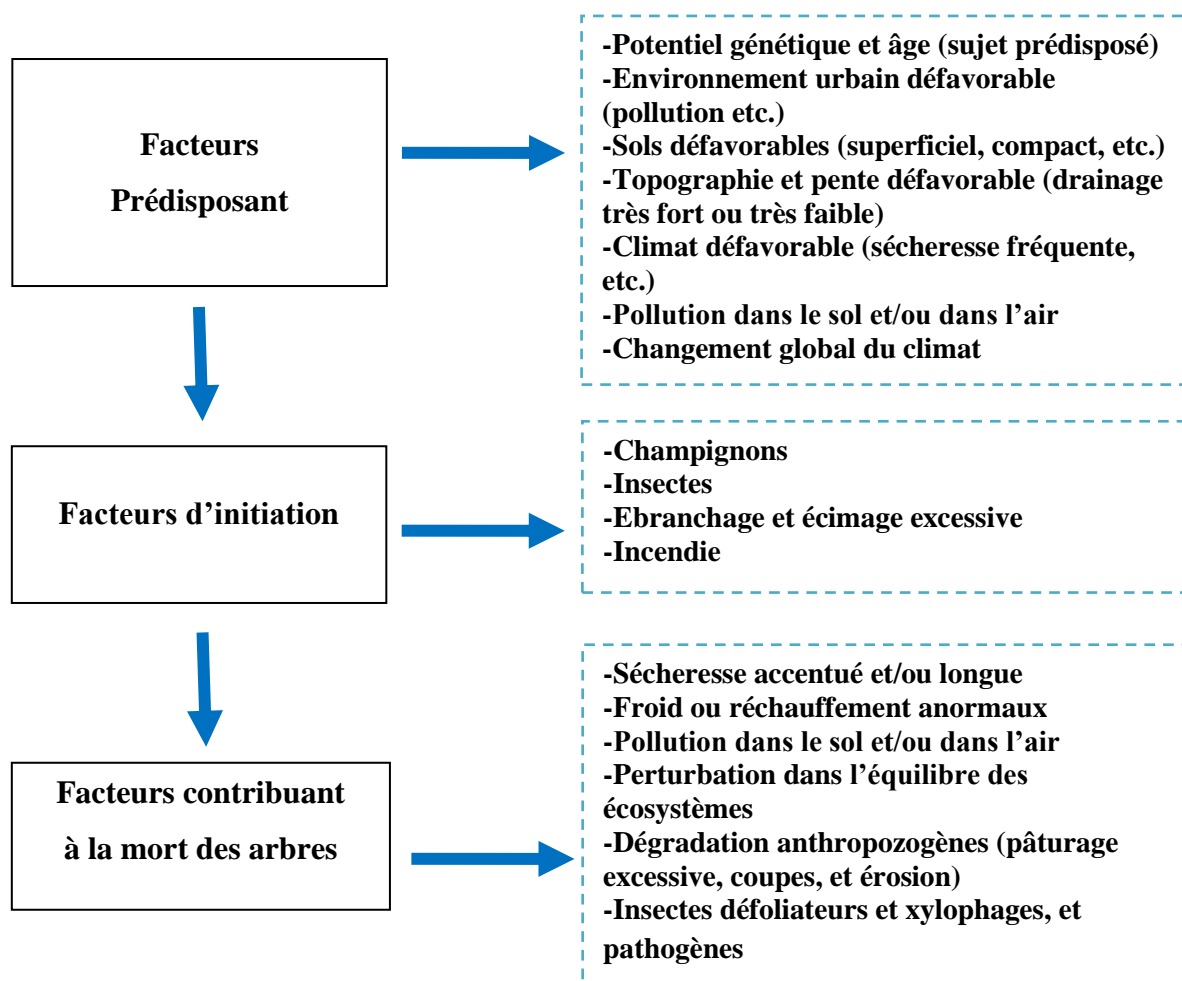 Facteurs
Prédisposant
-Potentiel génétique et âge (sujet prédisposé)
-Environnement urbain défavorable
(pollution etc.)
-Sols défavorables (superficiel, compact, etc.)
-Topographie et pente défavorable (drainage
très fort ou très faible)
-Climat défavorable (sécheresse fréquente,
etc.)
-Pollution dans le sol et/ou dans l’air
-Changement global du climat
Facteurs d’initiation
-Champignons
-Insectes
-Ebranchage et écimage excessive
-Incendie
Facteurs contribuant
à la mort des arbres
-Sécheresse accentué et/ou longue
-Froid ou réchauffement anormaux
-Pollution dans le sol et/ou dans l’air
-Perturbation dans l’équilibre des
écosystèmes
-Dégradation anthropozogènes (pâturage
excessive, coupes, et érosion)
-Insectes défoliateurs et xylophages, et
pathogènes